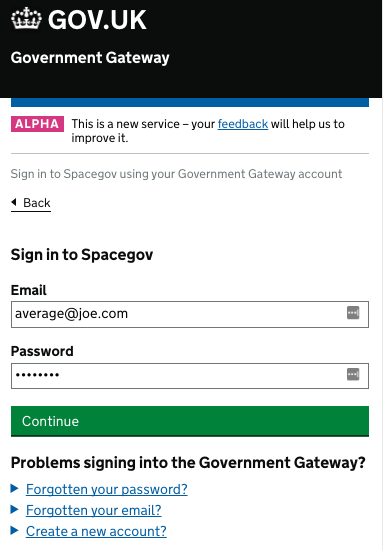 GOV.UK
Government Gateway
ALPHA This is a new service – your feedback will help us to
improve it.
Sign in to Spacegov using your Government Gateway account
Back
Sign in to Spacegov
Email
average@joe.com
Password
••••••••
Continue
Problems signing into the Government Gateway?
Forgotten your password?
Forgotten your email?
Create a new account?